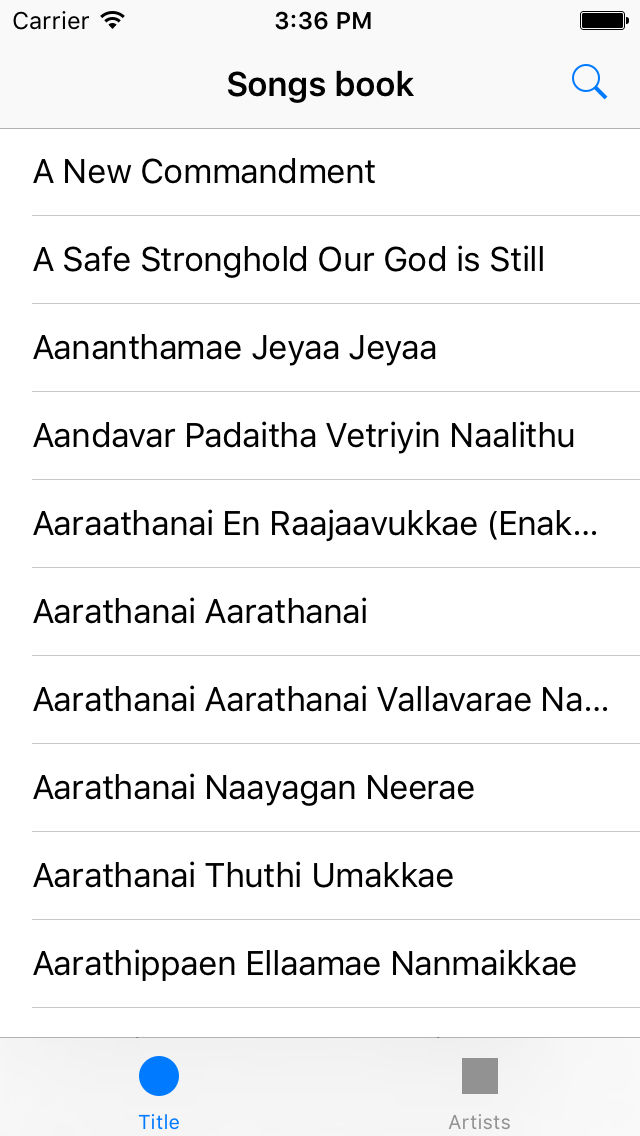 Carrier 3:36 PM
Songs book
A New Commandment
A Safe Stronghold Our God is Still
Aananthamae Jeyaa Jeyaa
Aandavar Padaitha Vetriyin Naalithu
Aaraathanai En Raajaavukkae (Enak...
Aarathanai Aarathanai
Aarathanai Aarathanai Vallavarae Na...
Aarathanai Naayagan Neerae
Aarathanai Thuthi Umakkae
Aarathippaen Ellaamae Nanmaikkae
Title Artists